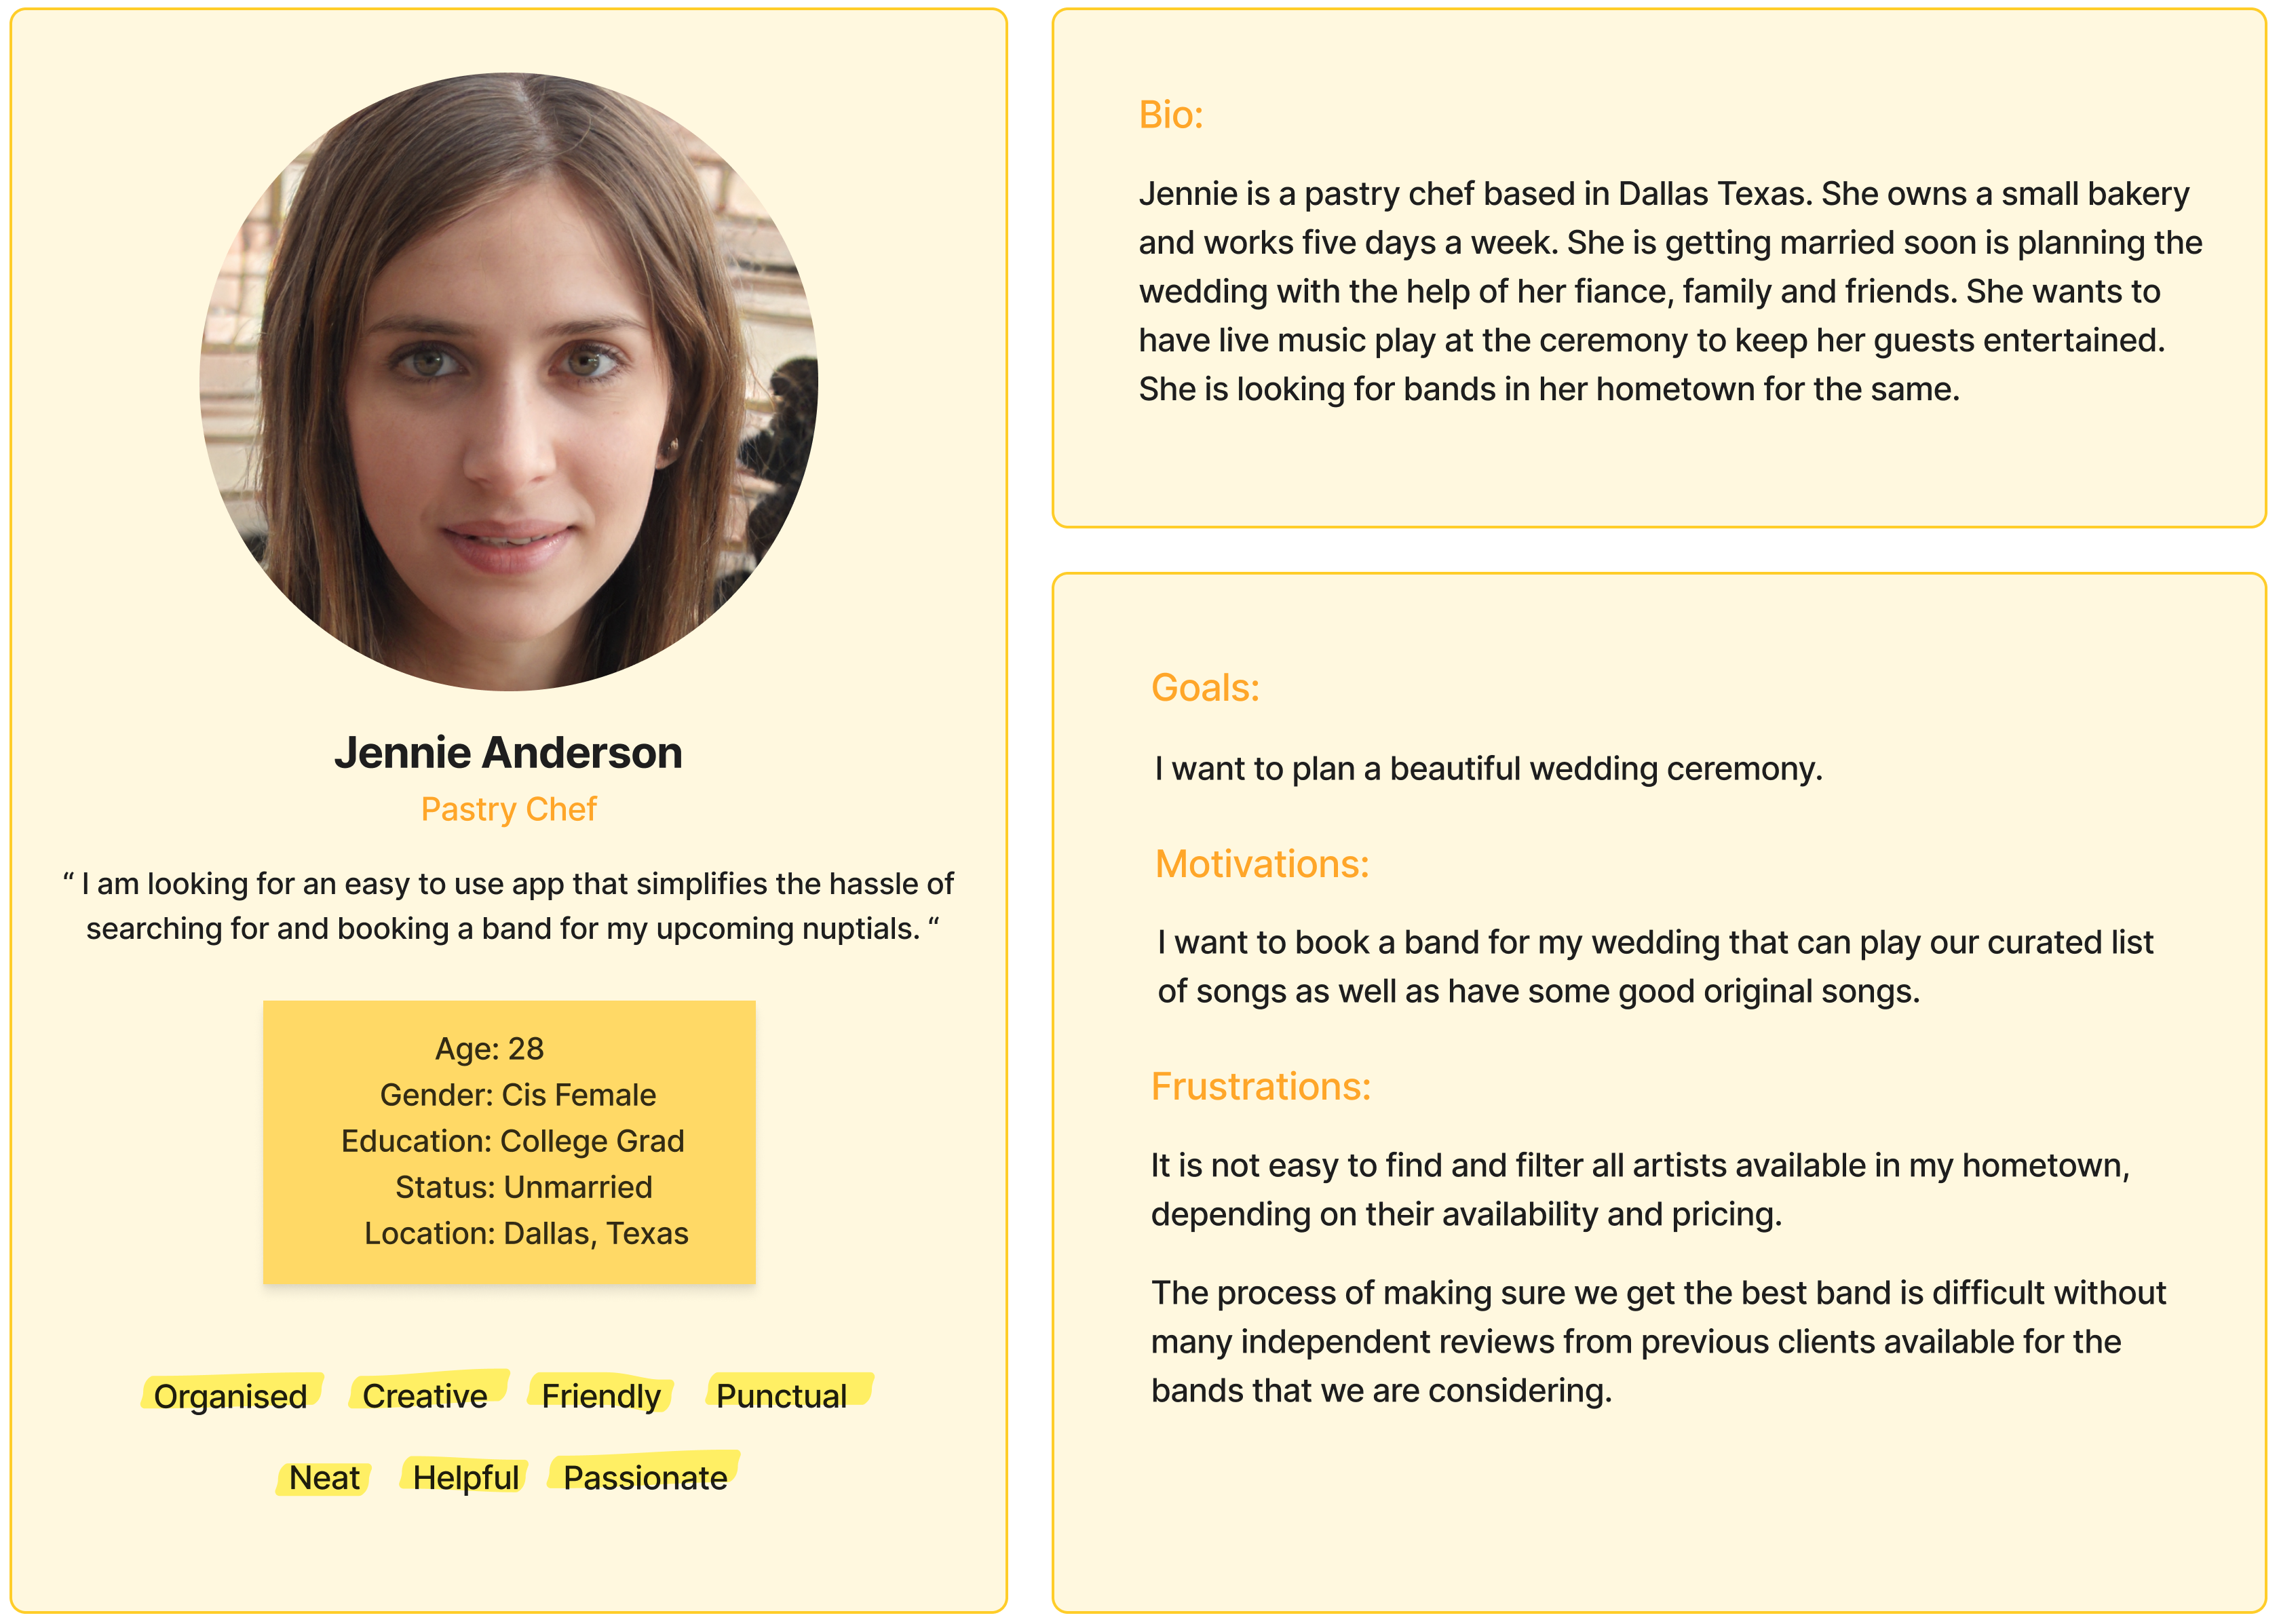 Jennie Anderson
Pastry Chef
“ I am looking for an easy to use app that simplifies the hassle of
searching for and booking a band for my upcoming nuptials. “
Age: 28
Gender: Cis Female
Education: College Grad
Status: Unmarried
Location: Dallas, Texas
Organised Creative Friendly Punctual
Neat Helpful Passionate
Bio:
Jennie is a pastry chef based in Dallas Texas. She owns a small bakery
and works five days a week. She is getting married soon is planning the
wedding with the help of her fiance, family and friends. She wants to
have live music play at the ceremony to keep her guests entertained.
She is looking for bands in her hometown for the same.
Goals:
I want to plan a beautiful wedding ceremony.
Motivations:
I want to book a band for my wedding that can play our curated list
of songs as well as have some good original songs.
Frustrations:
It is not easy to find and filter all artists available in my hometown,
depending on their availability and pricing.
The process of making sure we get the best band is difficult without
many independent reviews from previous clients available for the
bands that we are considering.